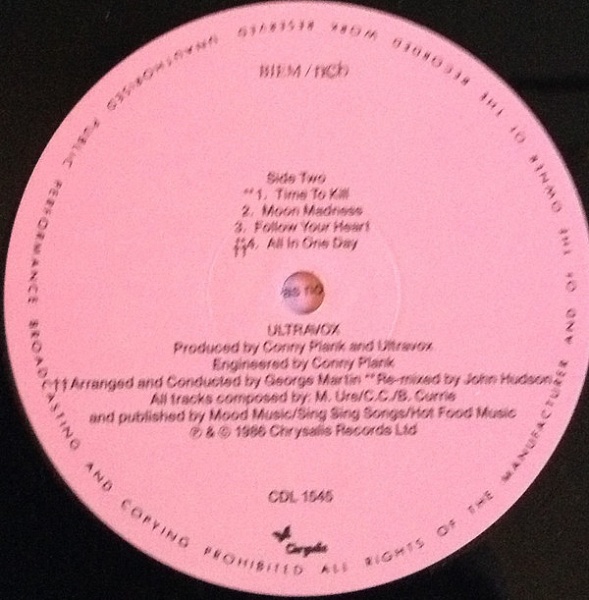 BIEM / ncb
Side Two
**1. Time To Kill
2. Moon Madness
3. Follow Your Heart
**4. All In One Day
††
as no
ULTRAVOX
Produced by Conny Plank and Ultravox
Engineered by Conny Plank
††Arranged and Conducted by George Martin **Re-mixed by John Hudson
All tracks composed by: M. Ure/C.C./B. Currie
and published by Mood Music/Sing Sing Songs/Hot Food Music
℗ & © 1986 Chrysalis Records Ltd
CDL 1545
Chrysalis
ALL RIGHTS OF THE MANUFACTURER AND OF THE OWNER OF THE RECORDED WORK RESERVED UNAUTHORISED PUBLIC PERFORMANCE BROADCASTING AND COPYING PROHIBITED